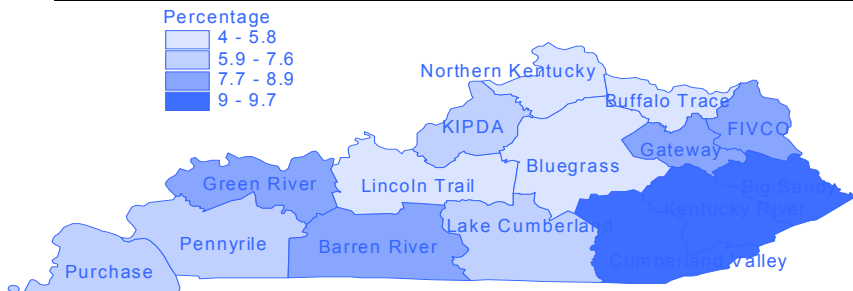 Percentage
4 - 5.8
5.9 - 7.6
7.7 - 8.9
9 - 9.7
Northern Kentucky
Buffalo Trace
KIPDA
FIVCO
Gateway
Bluegrass
Green River
Lincoln Trail
Big Sandy
Kentucky River
Lake Cumberland
Pennyrile
Barren River
Cumberland Valley
Purchase